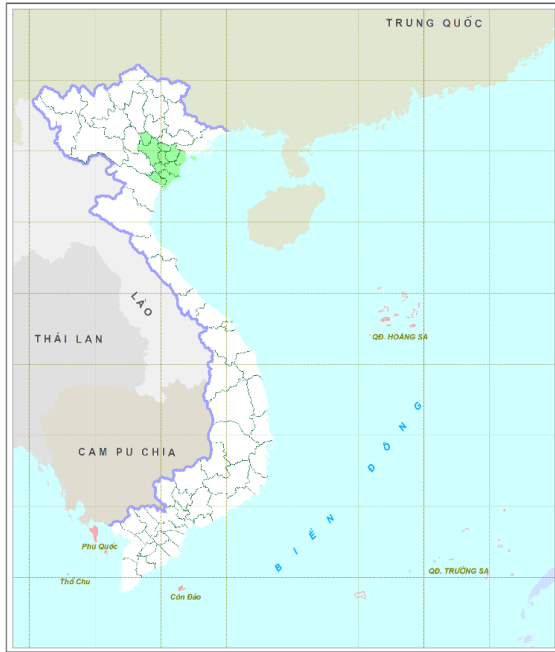 TRUNG QUỐC
LÀO
THÁI LAN
QĐ. HOÀNG SA
CAM PU CHIA
BIỂN ĐÔNG
Phú Quốc
Thổ Chu
Côn Đảo
QĐ. TRƯỜNG SA